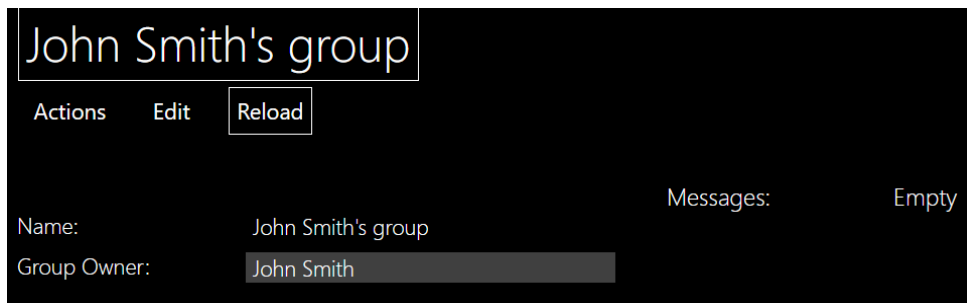 John Smith's group
Actions Edit Reload
Messages: Empty
Name: John Smith's group
Group Owner: John Smith